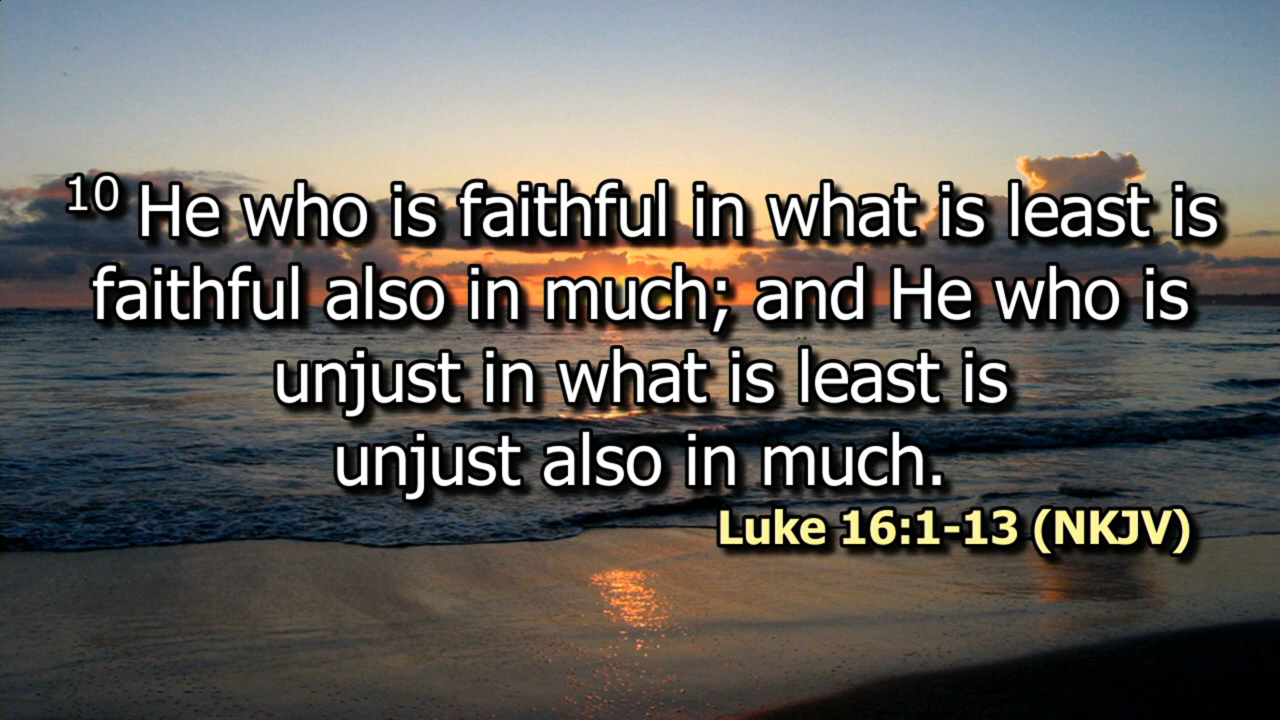 10 He who is faithful in what is least is
faithful also in much; and He who is
unjust in what is least is
unjust also in much.
Luke 16:1-13 (NKJV)